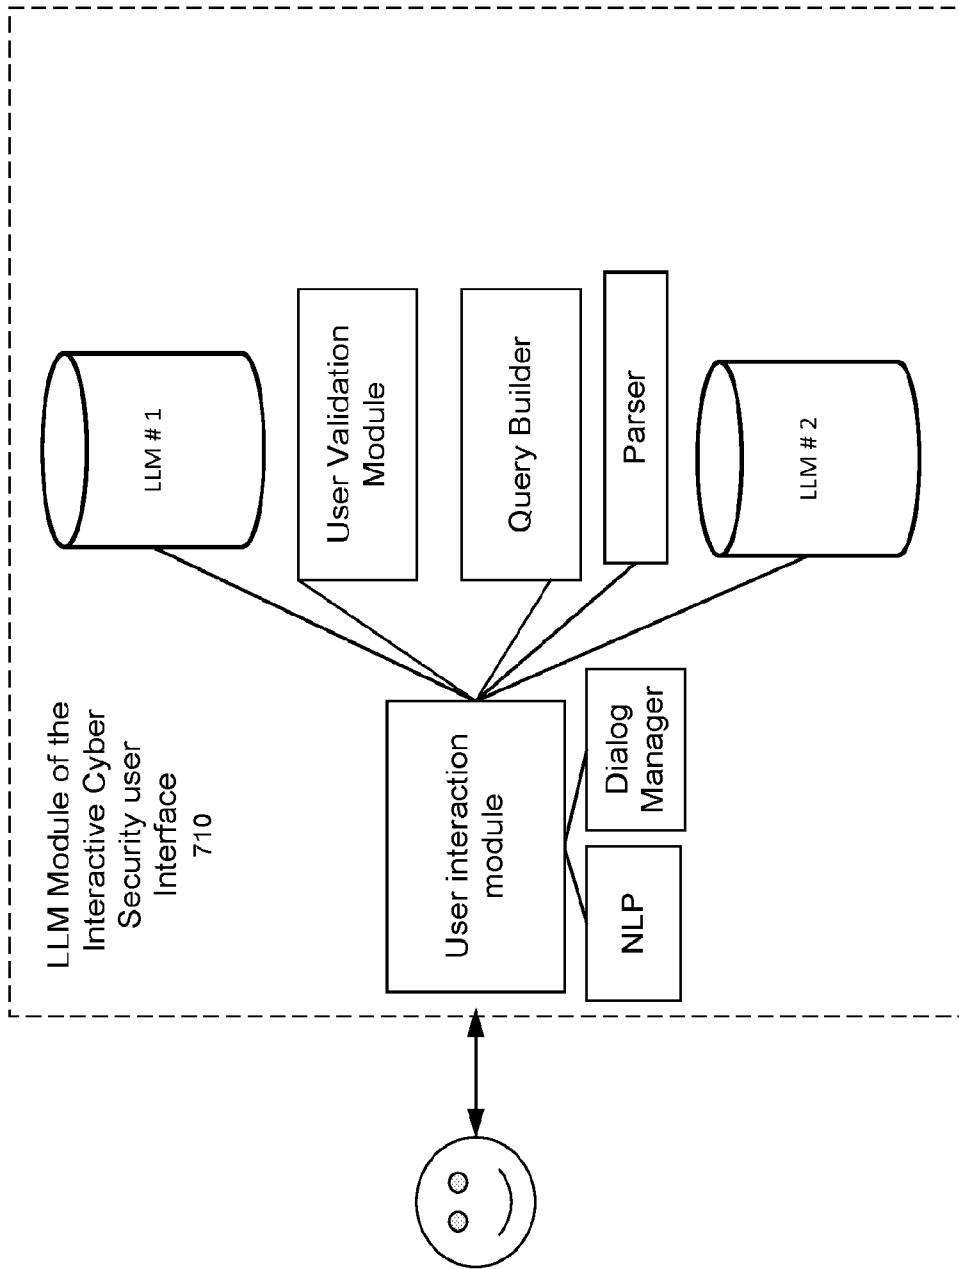 LLM Module of the
Interactive Cyber
Security user
Interface
710
LLM # 1
User Validation
Module
User interaction
module
Query Builder
Parser
NLP
Dialog
Manager
LLM # 2